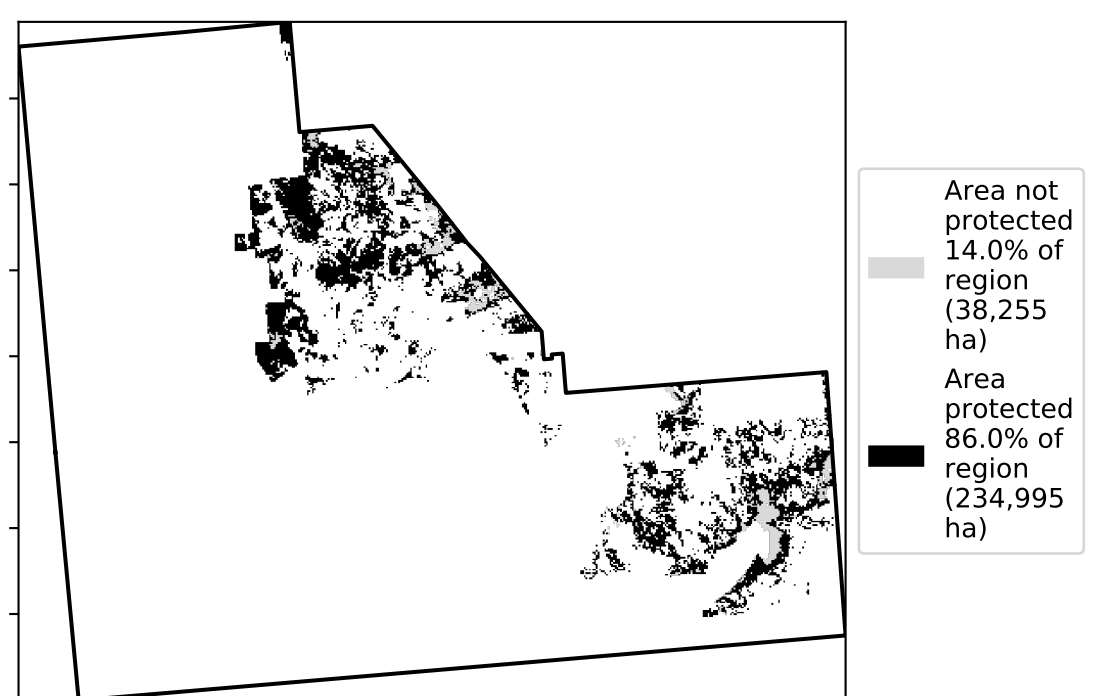 Area not
protected
14.0% of
region
(38,255
ha)
Area
protected
86.0% of
region
(234,995
ha)